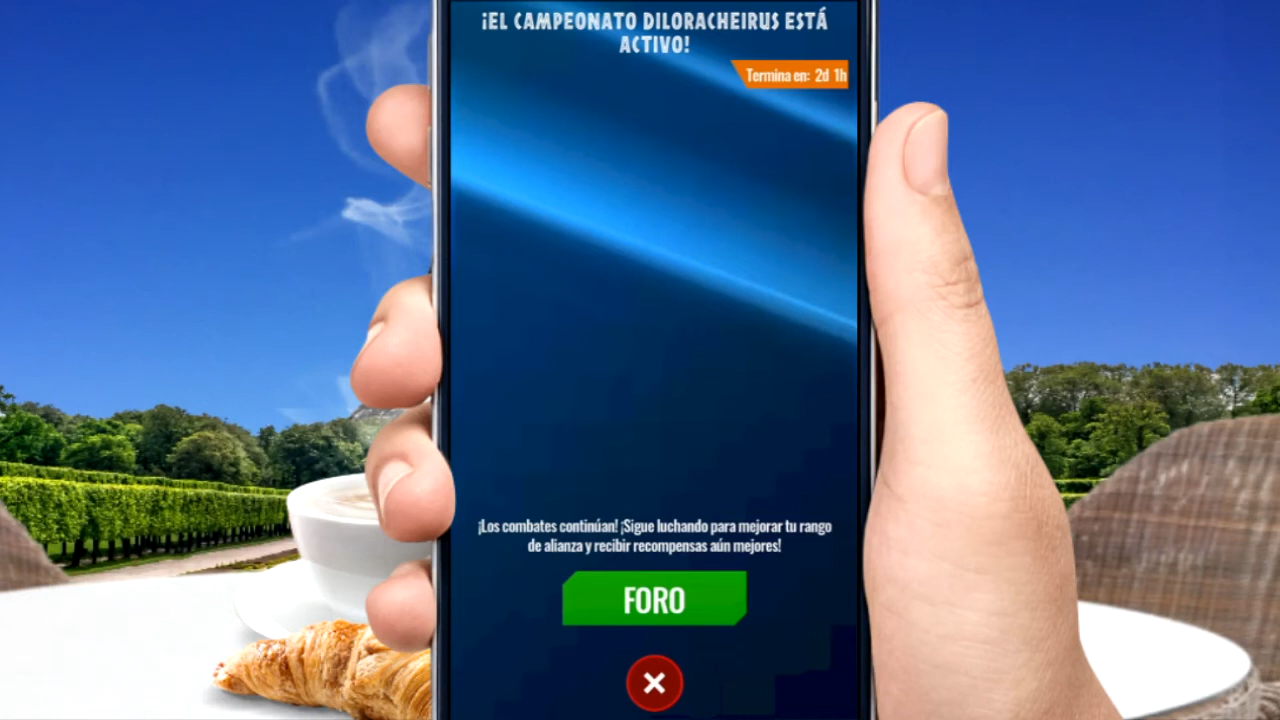 ¡EL CAMPEONATO DILORACHEIRUS ESTÁ
ACTIVO!
Termina en: 2d 1h
¡Los combates continúan! ¡Sigue luchando para mejorar tu rango
de alianza y recibir recompensas aún mejores!
FORO